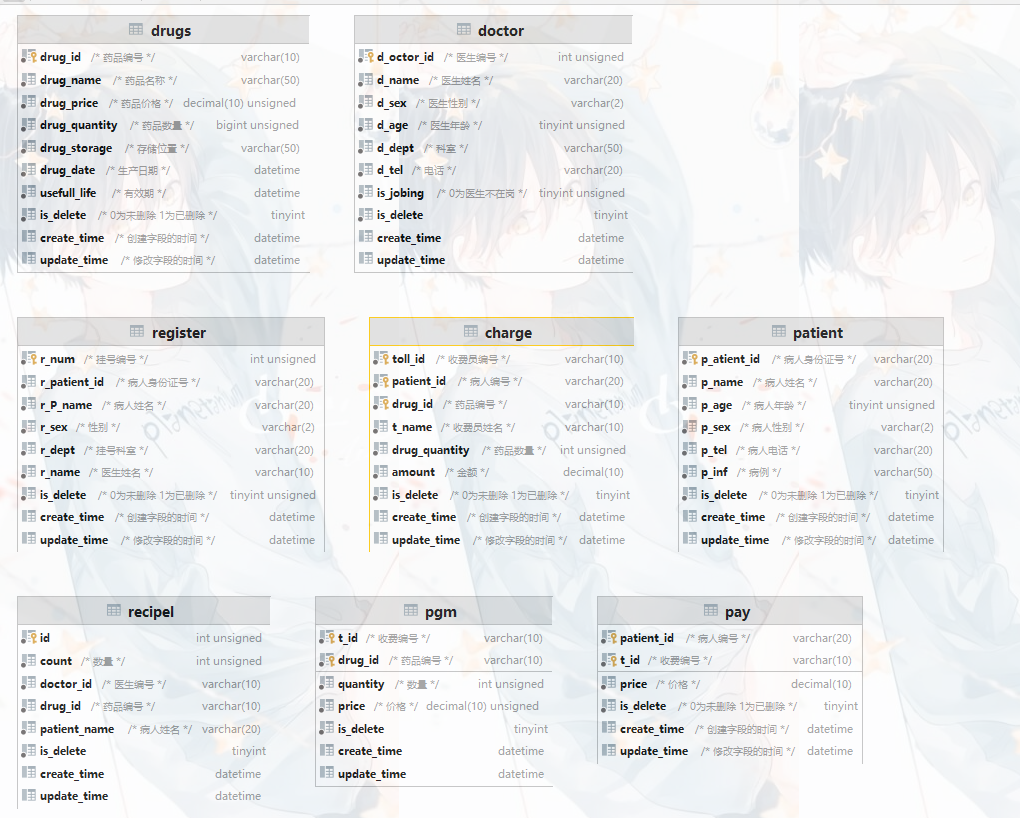 drugs
drug_id /* 药品编号 */ varchar(10)
drug_name /* 药品名称 */ varchar(50)
drug_price /* 药品价格 */ decimal(10) unsigned
drug_quantity /* 药品数量 */ bigint unsigned
drug_storage /* 存储位置 */ varchar(50)
drug_date /* 生产日期 */ datetime
usefull_life /* 有效期 */ datetime
is_delete /* 0为未删除 1为已删除 */ tinyint
create_time /* 创建字段的时间 */ datetime
update_time /* 修改字段的时间 */ datetime
doctor
d_octor_id /* 医生编号 */ int unsigned
d_name /* 医生姓名 */ varchar(20)
d_sex /* 医生性别 */ varchar(2)
d_age /* 医生年龄 */ tinyint unsigned
d_dept /* 科室 */ varchar(50)
d_tel /* 电话 */ varchar(20)
is_jobing /* 0为医生不在岗 */ tinyint unsigned
is_delete tinyint
create_time datetime
update_time datetime
register
r_num /* 挂号编号 */ int unsigned
r_patient_id /* 病人身份证号 */ varchar(20)
r_P_name /* 病人姓名 */ varchar(20)
r_sex /* 性别 */ varchar(2)
r_dept /* 挂号科室 */ varchar(20)
r_name /* 医生姓名 */ varchar(10)
is_delete /* 0为未删除 1为已删除 */ tinyint unsigned
create_time /* 创建字段的时间 */ datetime
update_time /* 修改字段的时间 */ datetime
charge
toll_id /* 收费员编号 */ varchar(10)
patient_id /* 病人编号 */ varchar(20)
drug_id /* 药品编号 */ varchar(10)
t_name /* 收费员姓名 */ varchar(10)
drug_quantity /* 药品数量 */ int unsigned
amount /* 金额 */ decimal(10)
is_delete /* 0为未删除 1为已删除 */ tinyint
create_time /* 创建字段的时间 */ datetime
update_time /* 修改字段的时间 */ datetime
patient
p_atient_id /* 病人身份证号 */ varchar(20)
p_name /* 病人姓名 */ varchar(20)
p_age /* 病人年龄 */ tinyint unsigned
p_sex /* 病人性别 */ varchar(2)
p_tel /* 病人电话 */ varchar(20)
p_inf /* 病例 */ varchar(50)
is_delete /* 0为未删除 1为已删除 */ tinyint
create_time /* 创建字段的时间 */ datetime
update_time /* 修改字段的时间 */ datetime
recipel
id int unsigned
count /* 数量 */ int unsigned
doctor_id /* 医生编号 */ varchar(10)
drug_id /* 药品编号 */ varchar(10)
patient_name /* 病人姓名 */ varchar(20)
is_delete tinyint
create_time datetime
update_time datetime
pgm
t_id /* 收费编号 */ varchar(10)
drug_id /* 药品编号 */ varchar(10)
quantity /* 数量 */ int unsigned
price /* 价格 */ decimal(10) unsigned
is_delete tinyint
create_time datetime
update_time datetime
pay
patient_id /* 病人编号 */ varchar(20)
t_id /* 收费编号 */ varchar(10)
price /* 价格 */ decimal(10)
is_delete /* 0为未删除 1为已删除 */ tinyint
create_time /* 创建字段的时间 */ datetime
update_time /* 修改字段的时间 */ datetime